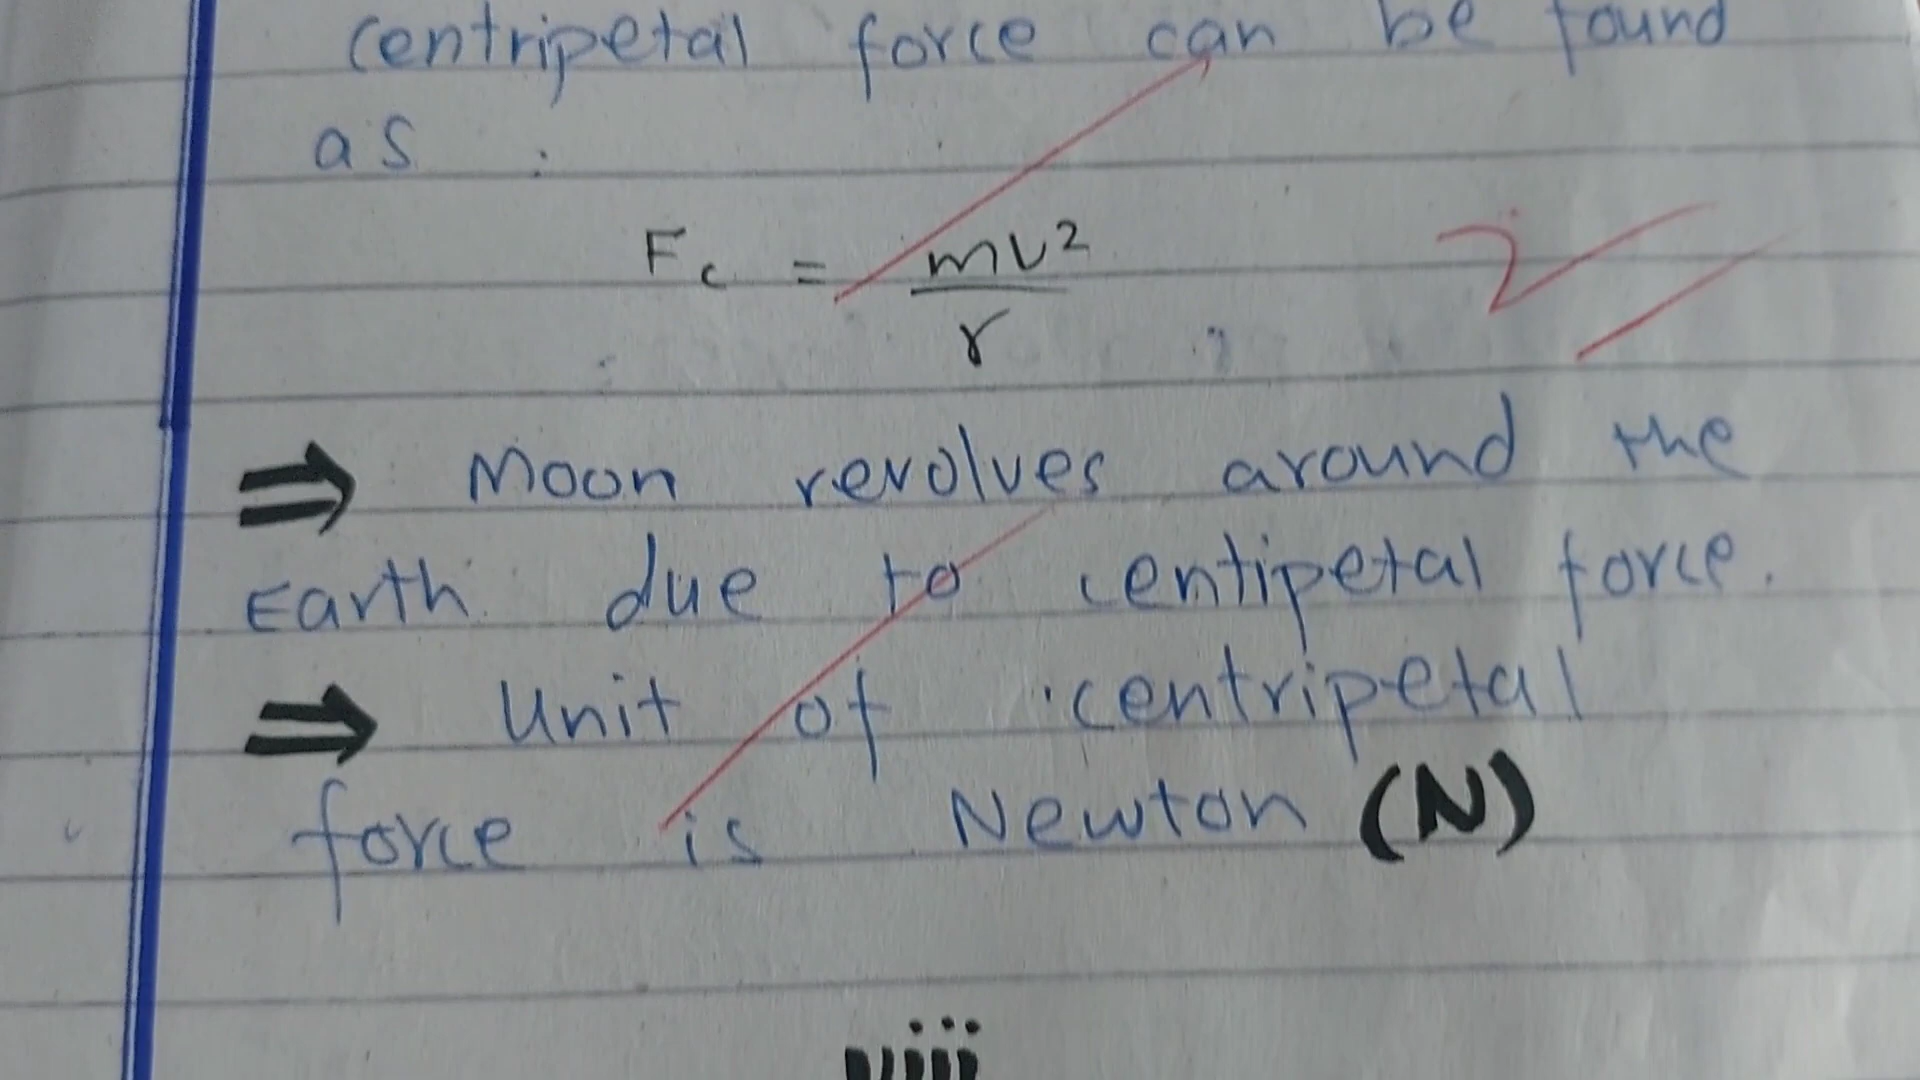 centripetal force can be found
as :
Fc = mv²/r
⇒ Moon revolves around the
Earth due to centipetal force.
⇒ Unit of centripetal
force is Newton (N)
viii